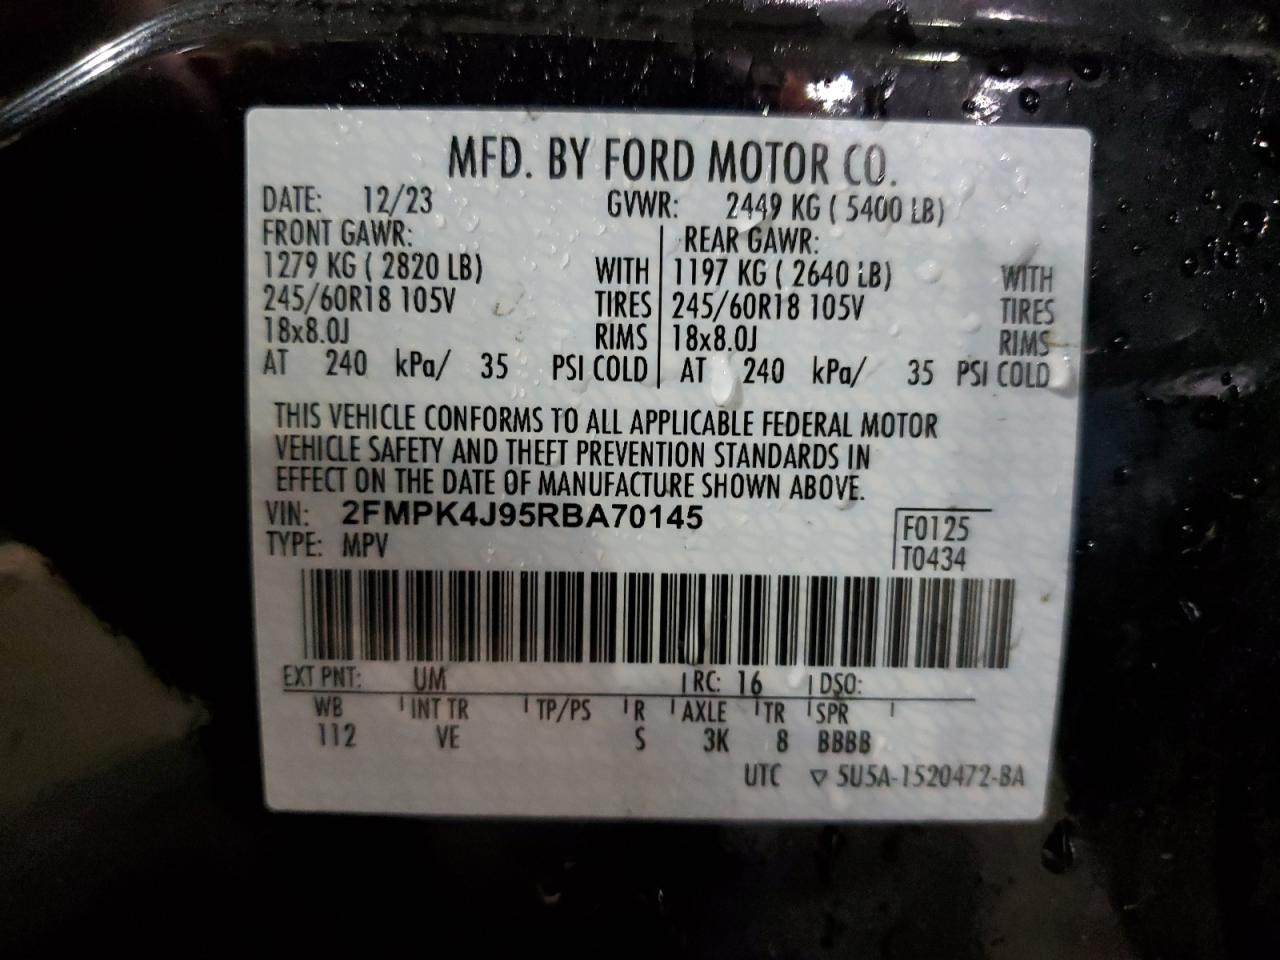 MFD. BY FORD MOTOR CO.
DATE: 12/23 GVWR: 2449 KG ( 5400 LB)
FRONT GAWR: REAR GAWR:
1279 KG ( 2820 LB) WITH 1197 KG ( 2640 LB) WITH
245/60R18 105V TIRES 245/60R18 105V TIRES
18x8.0J RIMS 18x8.0J RIMS
AT 240 kPa/ 35 PSI COLD AT 240 kPa/ 35 PSI COLD
THIS VEHICLE CONFORMS TO ALL APPLICABLE FEDERAL MOTOR
VEHICLE SAFETY AND THEFT PREVENTION STANDARDS IN
EFFECT ON THE DATE OF MANUFACTURE SHOWN ABOVE.
VIN: 2FMPK4J95RBA70145 F0125
TYPE: MPV T0434
EXT PNT: UM RC: 16 DSO:
WB INT TR TP/PS R AXLE TR SPR
112 VE S 3K 8 BBBB
UTC ▽ 5U5A-1520472-BA